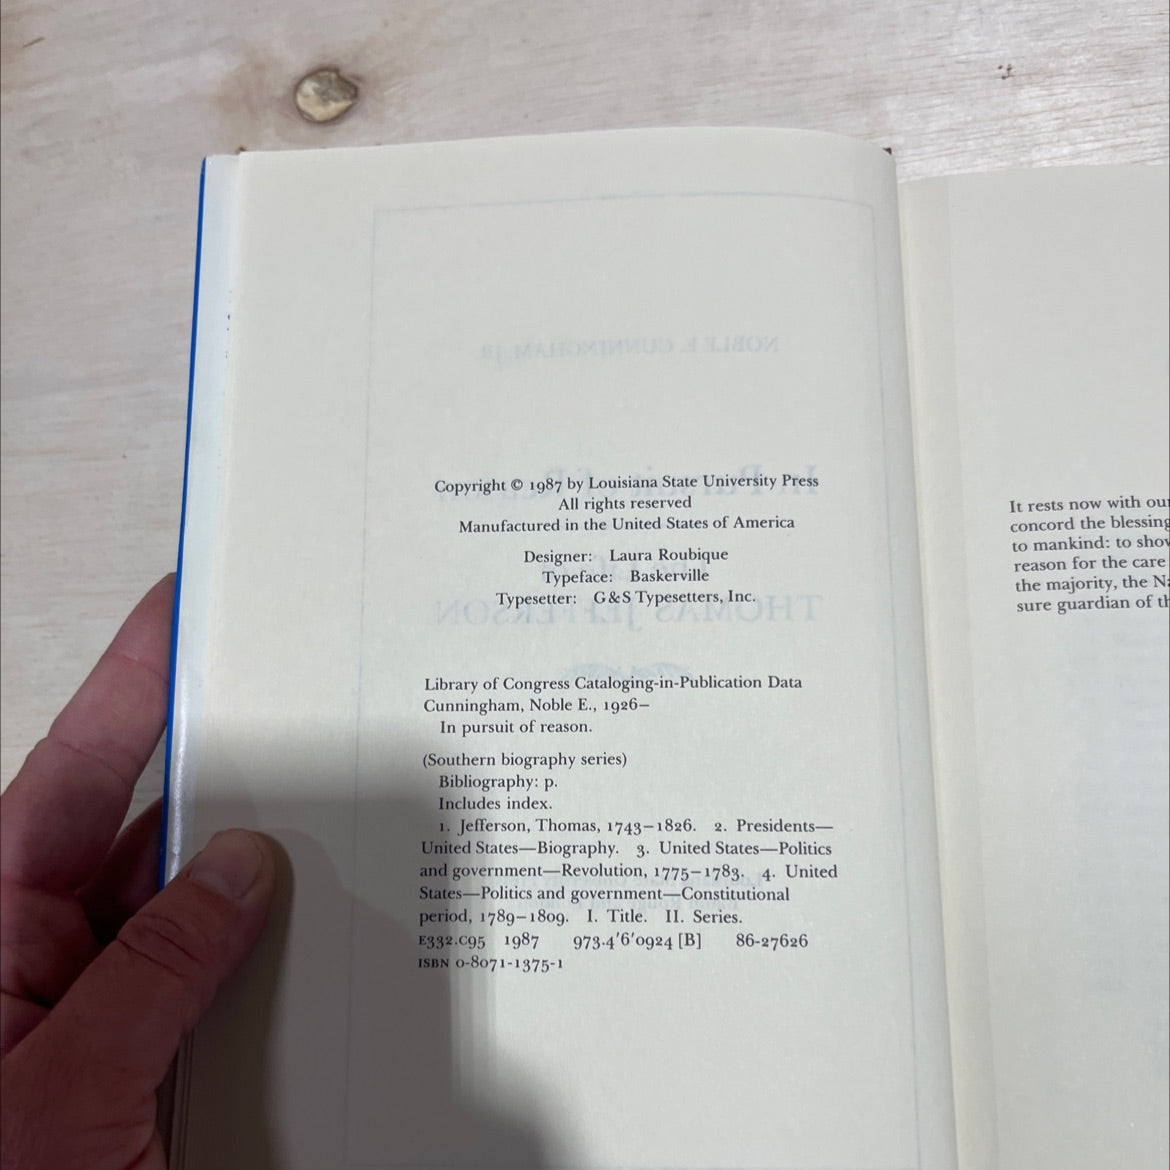 Copyright © 1987 by Louisiana State University Press
All rights reserved
Manufactured in the United States of America
Designer: Laura Roubique
Typeface: Baskerville
Typesetter: G&S Typesetters, Inc.
Library of Congress Cataloging-in-Publication Data
Cunningham, Noble E., 1926–
In pursuit of reason.
(Southern biography series)
Bibliography: p.
Includes index.
1. Jefferson, Thomas, 1743–1826. 2. Presidents—
United States—Biography. 3. United States—Politics
and government—Revolution, 1775–1783. 4. United
States—Politics and government—Constitutional
period, 1789–1809. I. Title. II. Series.
E332.C95 1987 973.4'6'0924 [B] 86-27626
ISBN 0-8071-1375-1
It rests now with
concord the blessing
to mankind: to
reason for the care
the majority, the
sure guardian of